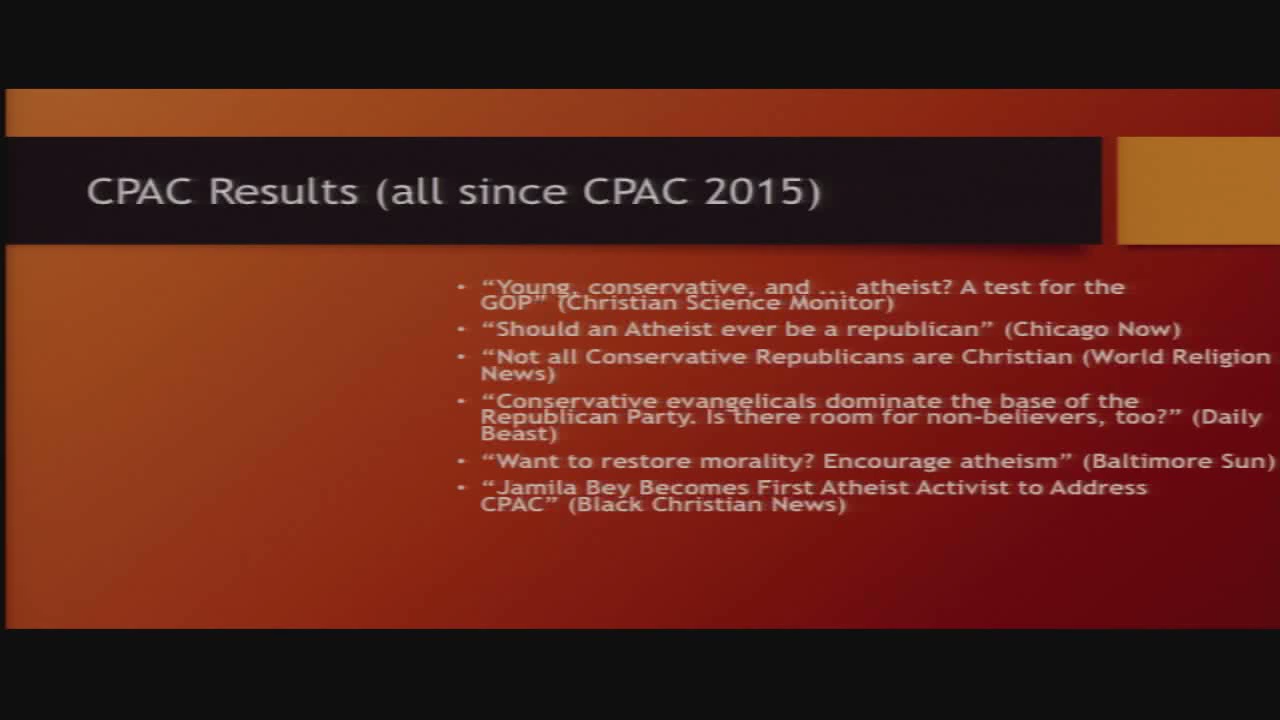 CPAC Results (all since CPAC 2015)
• “Young, conservative, and ... atheist? A test for the
GOP” (Christian Science Monitor)
• “Should an Atheist ever be a republican” (Chicago Now)
• “Not all Conservative Republicans are Christian (World Religion
News)
• “Conservative evangelicals dominate the base of the
Republican Party. Is there room for non-believers, too?” (Daily
Beast)
• “Want to restore morality? Encourage atheism” (Baltimore Sun)
• “Jamila Bey Becomes First Atheist Activist to Address
CPAC” (Black Christian News)